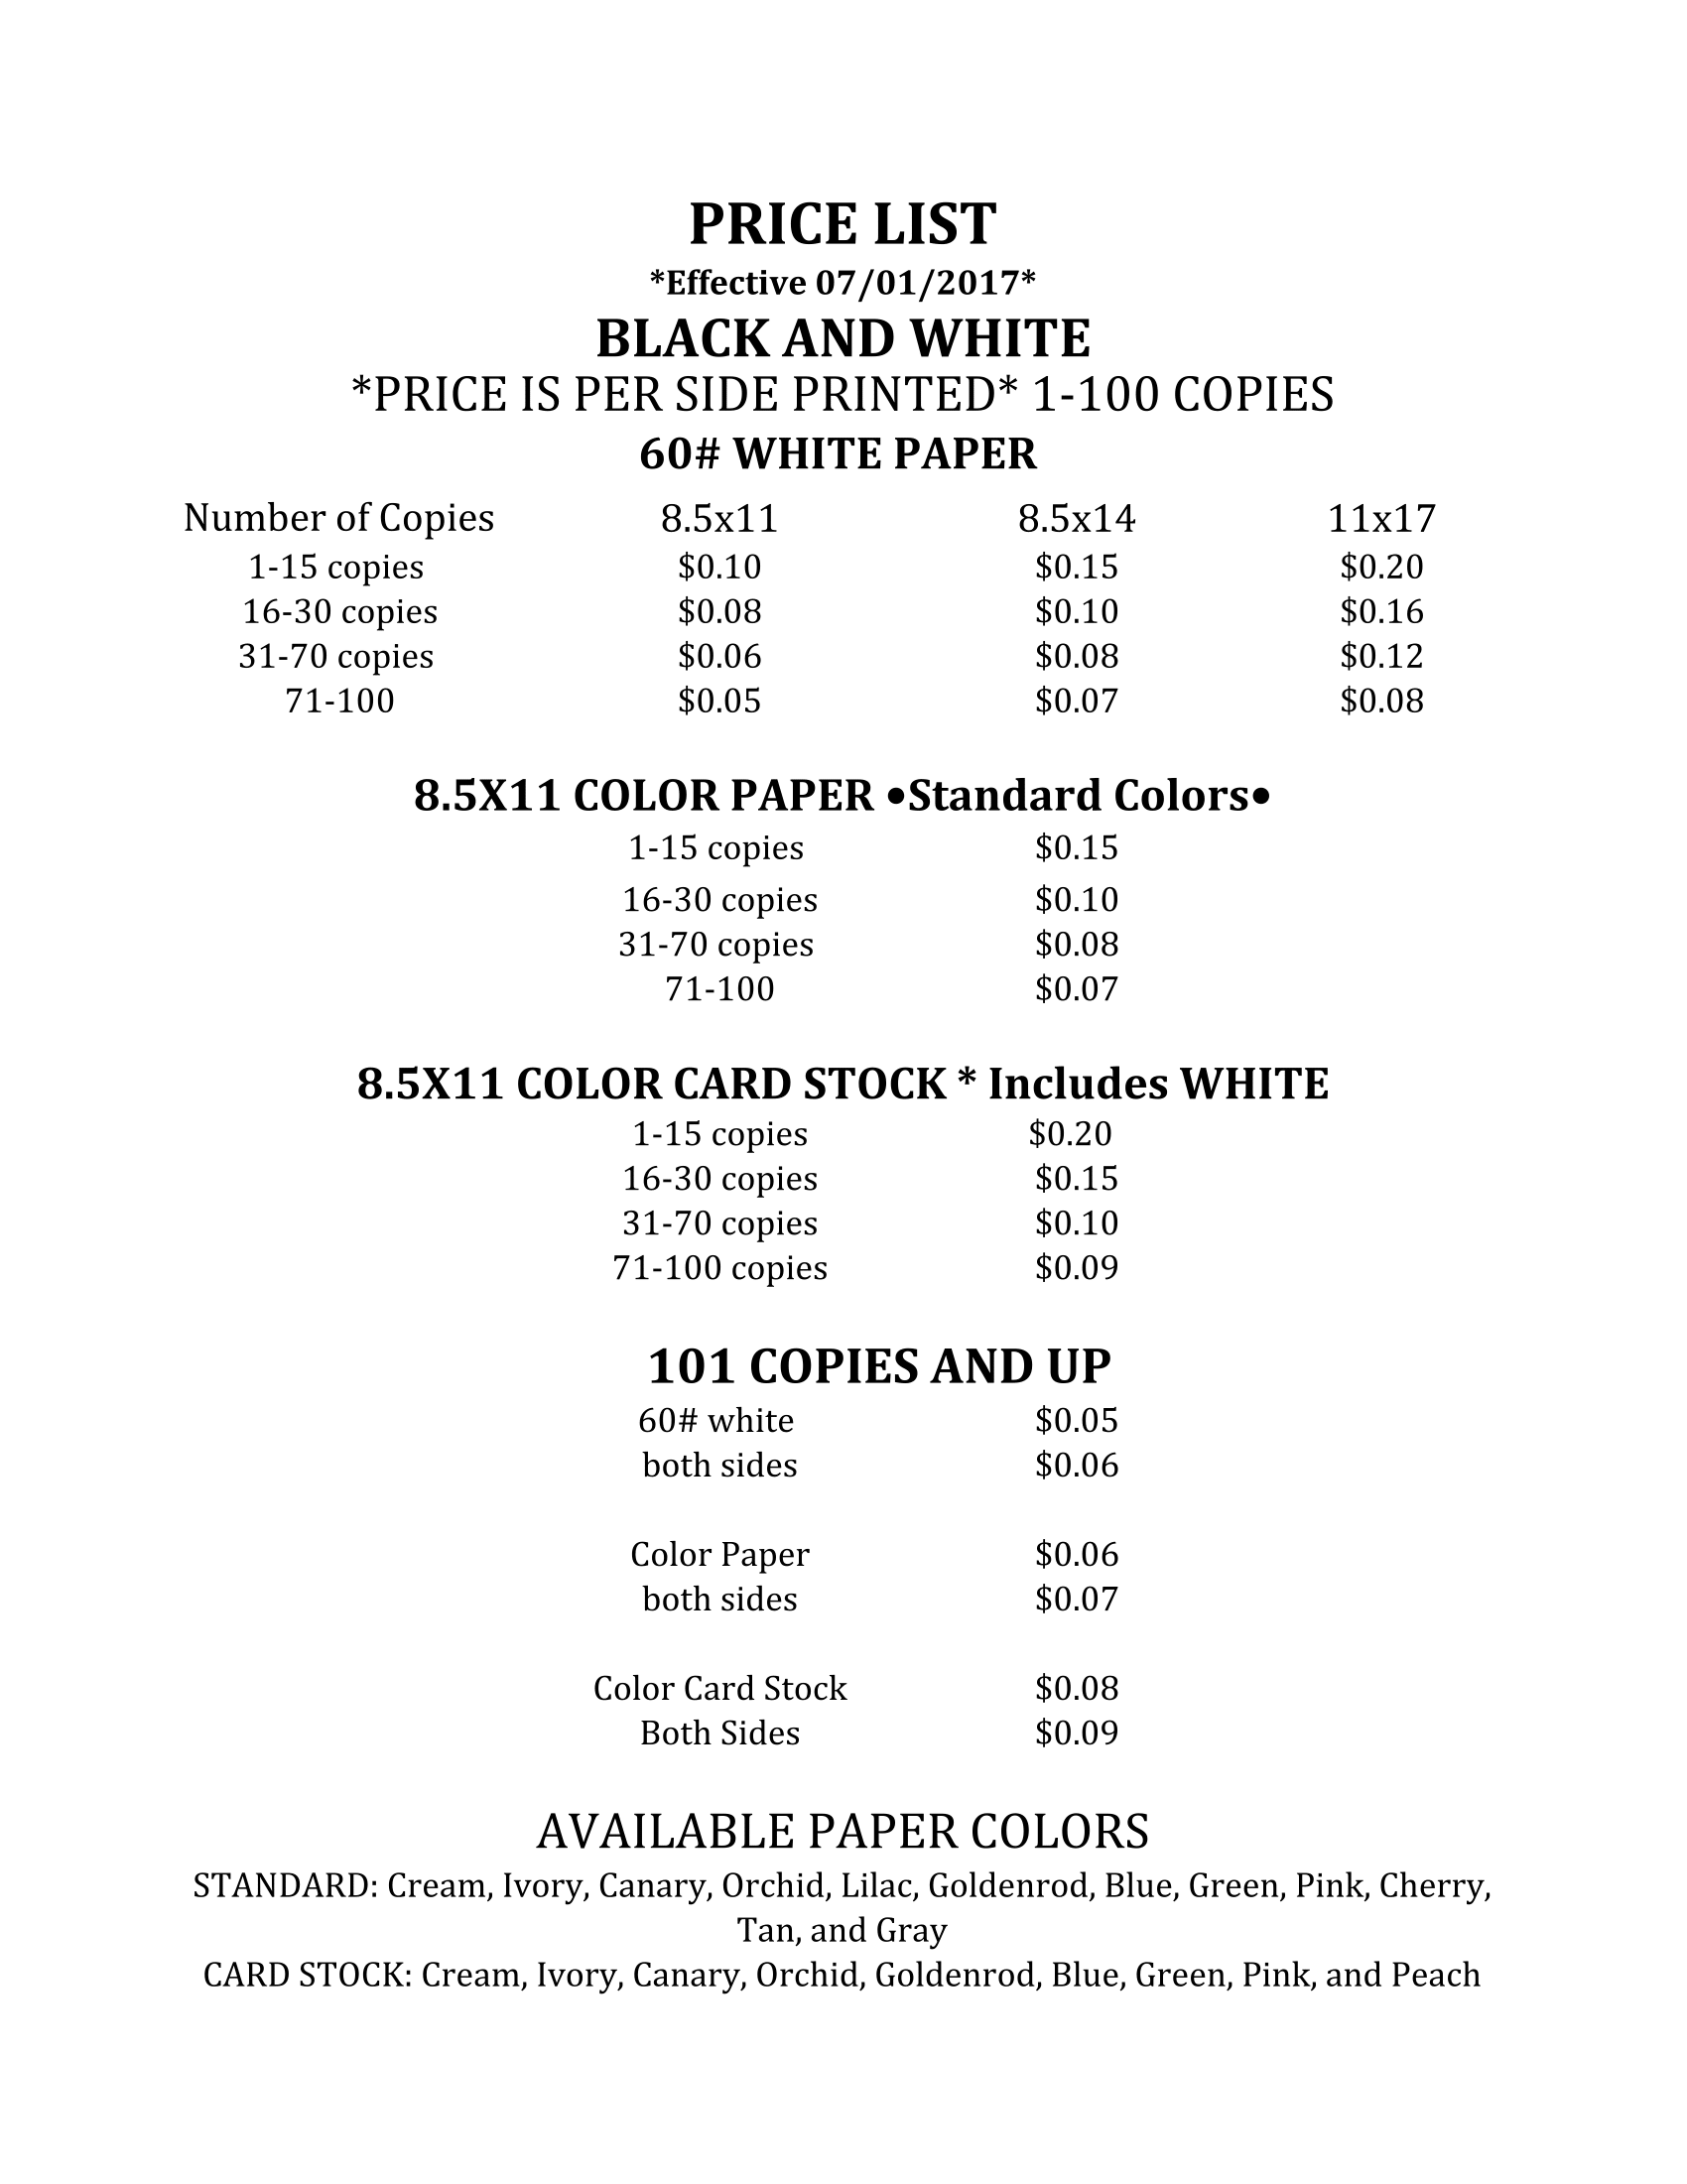 PRICE LIST
*Effective 07/01/2017*
BLACK AND WHITE
*PRICE IS PER SIDE PRINTED* 1-100 COPIES
60# WHITE PAPER
Number of Copies 8.5x11 8.5x14 11x17
1-15 copies $0.10 $0.15 $0.20
16-30 copies $0.08 $0.10 $0.16
31-70 copies $0.06 $0.08 $0.12
71-100 $0.05 $0.07 $0.08
8.5X11 COLOR PAPER •Standard Colors•
1-15 copies $0.15
16-30 copies $0.10
31-70 copies $0.08
71-100 $0.07
8.5X11 COLOR CARD STOCK * Includes WHITE
1-15 copies $0.20
16-30 copies $0.15
31-70 copies $0.10
71-100 copies $0.09
101 COPIES AND UP
60# white $0.05
both sides $0.06
Color Paper $0.06
both sides $0.07
Color Card Stock $0.08
Both Sides $0.09
AVAILABLE PAPER COLORS
STANDARD: Cream, Ivory, Canary, Orchid, Lilac, Goldenrod, Blue, Green, Pink, Cherry,
Tan, and Gray
CARD STOCK: Cream, Ivory, Canary, Orchid, Goldenrod, Blue, Green, Pink, and Peach